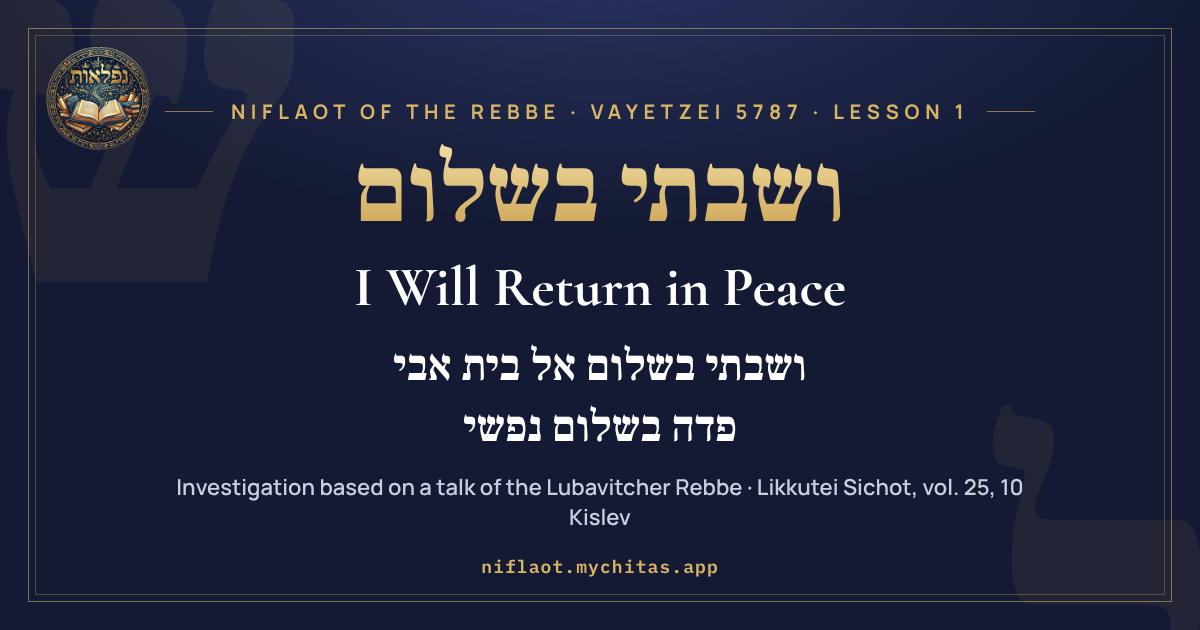 נפלאות
NIFLAOT OF THE REBBE · VAYETZEI 5787 · LESSON 1
ושבתי בשלום
I Will Return in Peace
ושבתי בשלום אל בית אבי
פדה בשלום נפשי
Investigation based on a talk of the Lubavitcher Rebbe · Likkutei Sichot, vol. 25, 10
Kislev
niflaot.mychitas.app